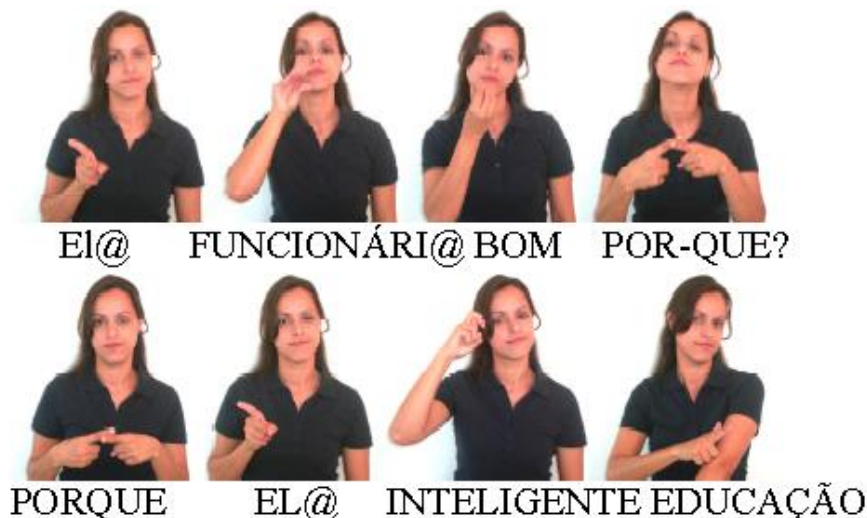 El@ FUNCIONÁRI@ BOM POR-QUE?
PORQUE EL@ INTELIGENTE EDUCAÇÃO